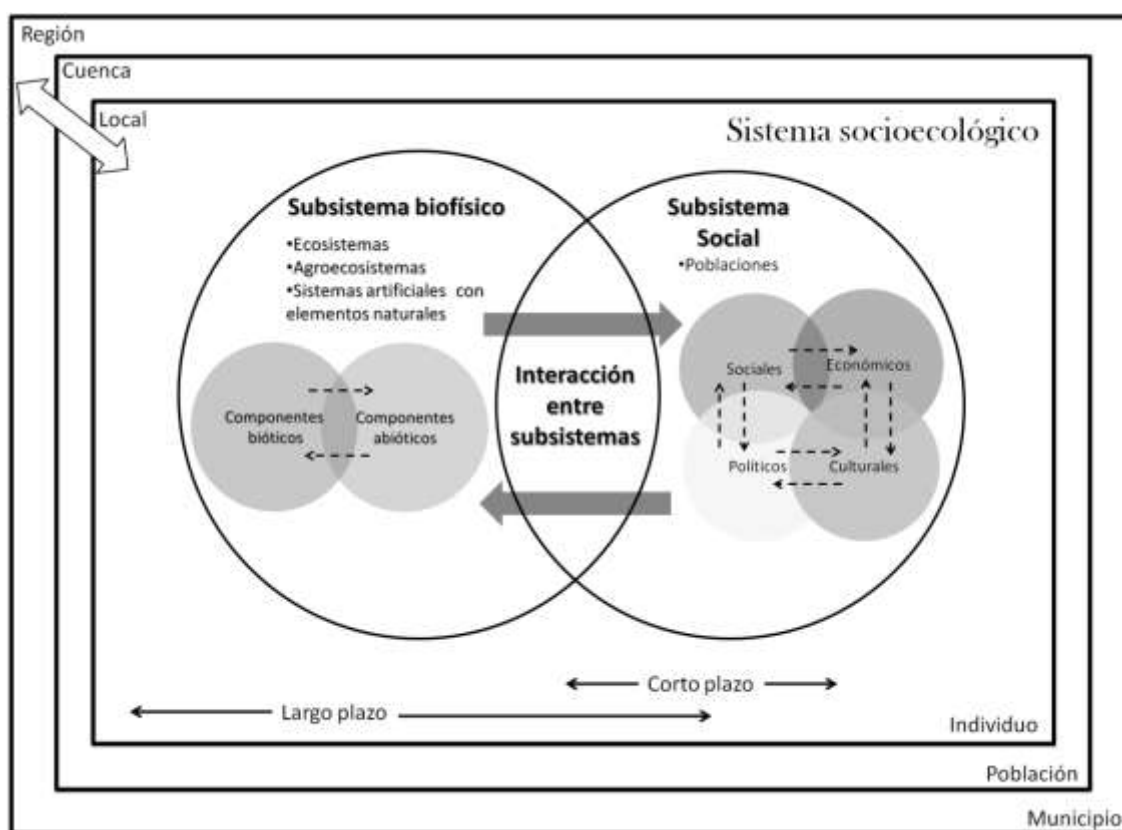 Región
Cuenca
Local
Sistema socioecológico
Subsistema biofísico
•Ecosistemas
•Agroecosistemas
•Sistemas artificiales con
elementos naturales
Componentes
bióticos
Componentes
abióticos
Interacción
entre
subsistemas
Subsistema
Social
•Poblaciones
Sociales
Económicos
Políticos
Culturales
Corto plazo
Largo plazo
Individuo
Población
Municipio